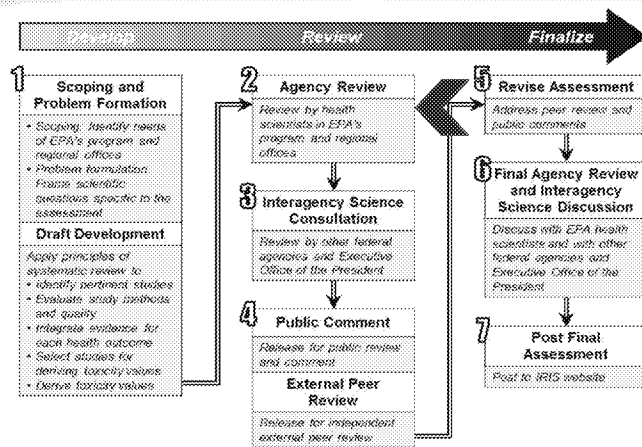 Develop Review Finalize
1
Scoping and
Problem Formation
• Scoping: Identify needs
of EPA's program and
regional offices
• Problem formulation:
Frame scientific
questions specific to the
assessment
Draft Development
Apply principles of
systematic review to
• Identify pertinent studies
• Evaluate study methods
and quality
• Integrate evidence for
each health outcome
• Select studies for
deriving toxicity values
• Derive toxicity values
2
Agency Review
Review by health
scientists in EPA's
program and regional
offices
3
Interagency Science
Consultation
Review by other federal
agencies and Executive
Office of the President
4
Public Comment
Release for public review
and comment
External Peer
Review
Release for independent
external peer review
5
Revise Assessment
Address peer review and
public comments
6
Final Agency Review
and Interagency
Science Discussion
Discuss with EPA health
scientists and with other
federal agencies and
Executive Office of the
President
7
Post Final
Assessment
Post to IRIS website